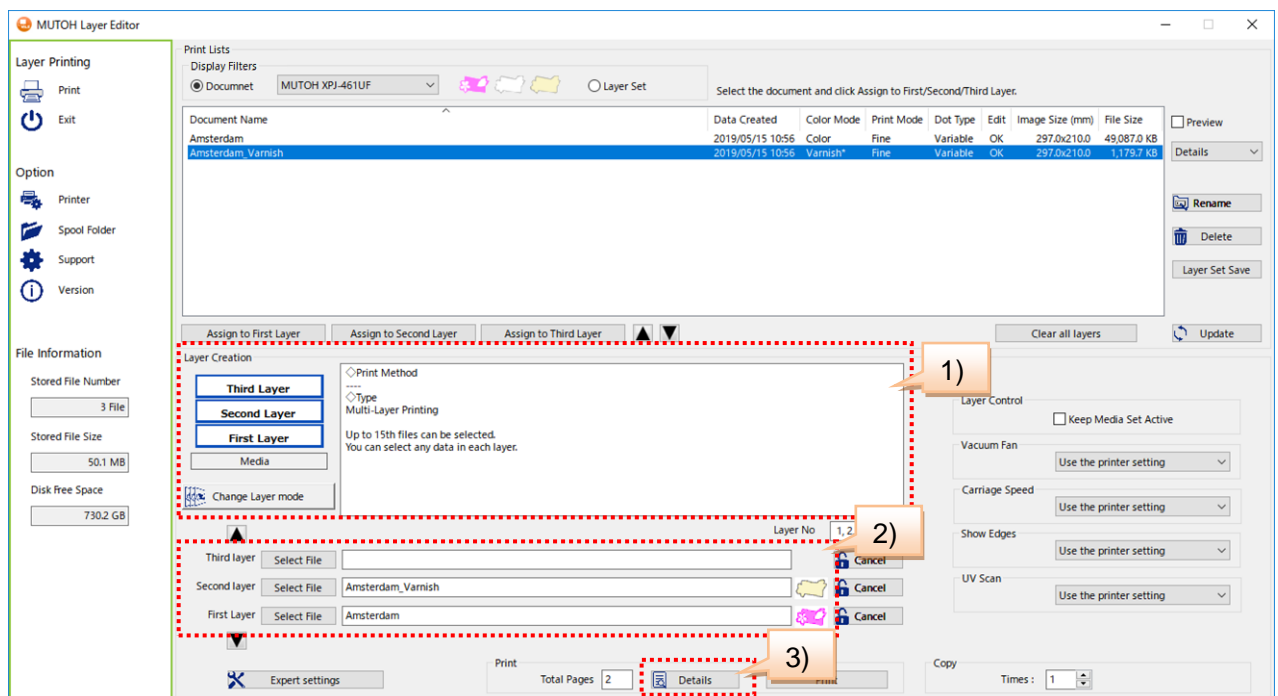 MUTOH Layer Editor
Layer Printing
Print
Exit
Option
Printer
Spool Folder
Support
Version
File Information
Stored File Number
3 File
Stored File Size
50.1 MB
Disk Free Space
730.2 GB
Print Lists
Display Filters
Documnet MUTOH XPJ-461UF Layer Set
Select the document and click Assign to First/Second/Third Layer.
Document Name Data Created Color Mode Print Mode Dot Type Edit Image Size (mm) File Size
Amsterdam 2019/05/15 10:56 Color Fine Variable OK 297.0x210.0 49,087.0 KB
Amsterdam_Varnish 2019/05/15 10:56 Varnish* Fine Variable OK 297.0x210.0 1,179.7 KB
Preview
Details
Rename
Delete
Layer Set Save
Assign to First Layer Assign to Second Layer Assign to Third Layer Clear all layers Update
Layer Creation
Third Layer
Second Layer
First Layer
Media
Change Layer mode
◇Print Method
----
◇Type
Multi-Layer Printing
Up to 15th files can be selected.
You can select any data in each layer.
1)
Layer Control
Keep Media Set Active
Vacuum Fan
Use the printer setting
Carriage Speed
Use the printer setting
Show Edges
Use the printer setting
UV Scan
Use the printer setting
Layer No 1, 2
2)
Third layer Select File Cancel
Second layer Select File Amsterdam_Varnish Cancel
First Layer Select File Amsterdam Cancel
3)
Expert settings
Print
Total Pages 2 Details Print
Copy
Times : 1